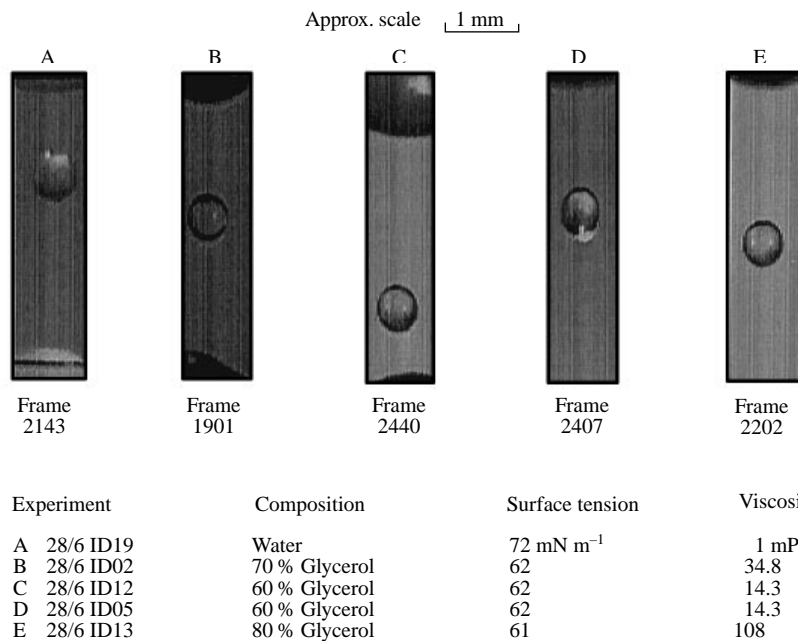 Approx. scale 1 mm
A B C D E
Frame Frame Frame Frame Frame
2143 1901 2440 2407 2202
Experiment Composition Surface tension
A 28/6 ID19 Water 72 mN m⁻¹ 1
B 28/6 ID02 70 % Glycerol 62 34.8
C 28/6 ID12 60 % Glycerol 62 14.3
D 28/6 ID05 60 % Glycerol 62 14.3
E 28/6 ID13 80 % Glycerol 61 108